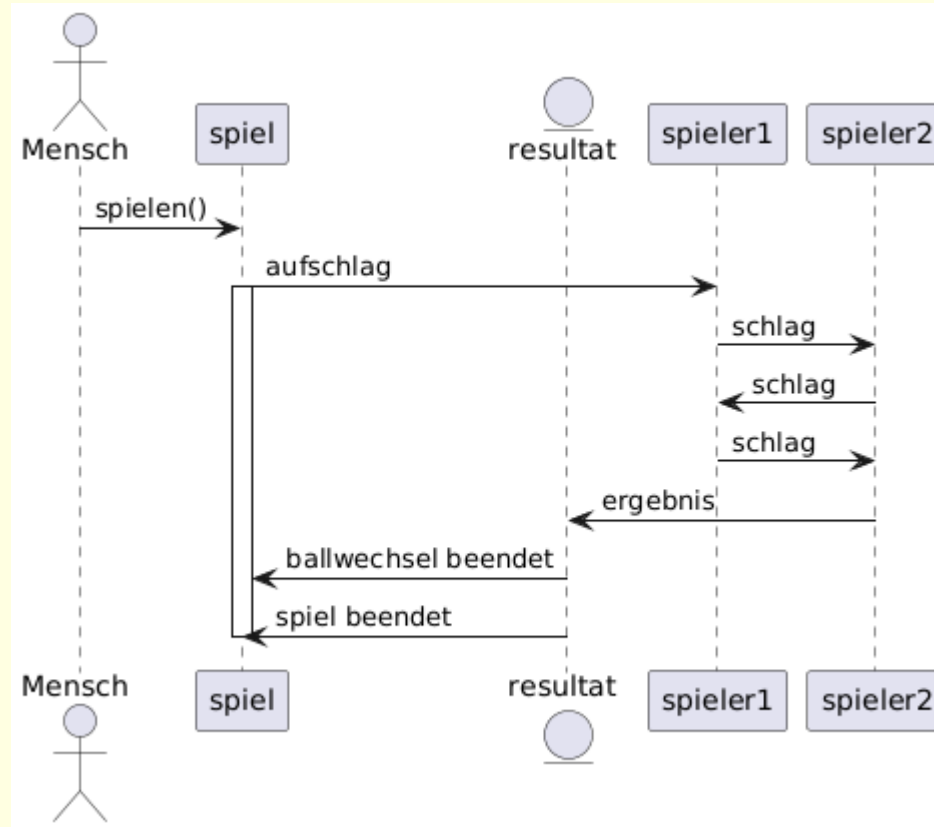 Mensch
spiel
resultat
spieler1
spieler2
spielen()
aufschlag
schlag
schlag
schlag
ergebnis
ballwechsel beendet
spiel beendet
Mensch
spiel
resultat
spieler1
spieler2